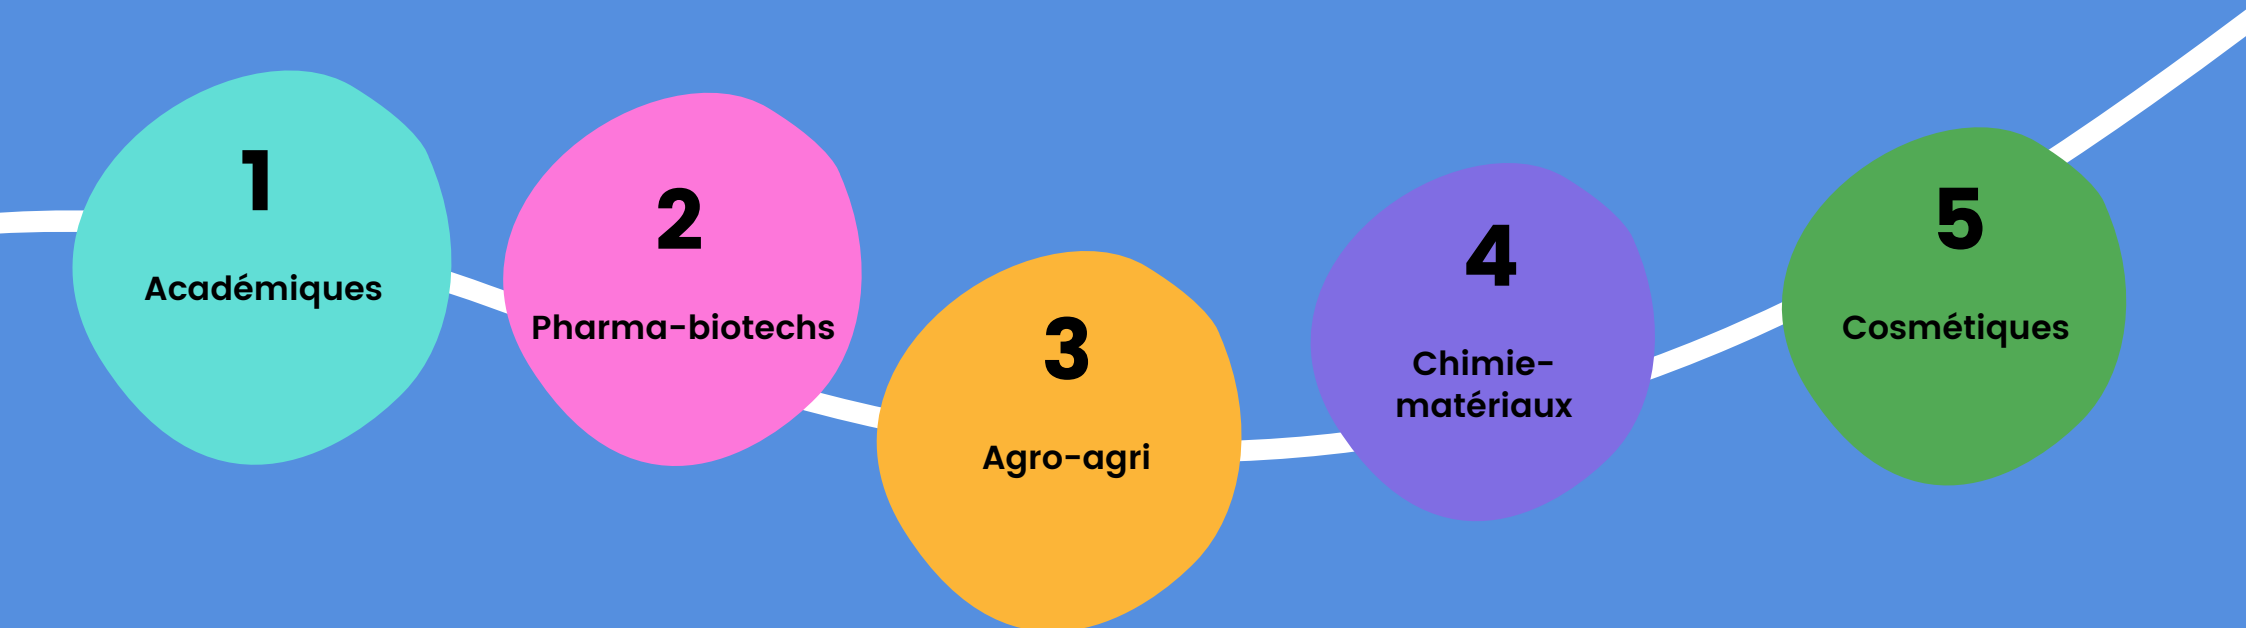 1
Académiques
2
Pharma-biotechs
3
Agro-agri
4
Chimie-
matériaux
5
Cosmétiques